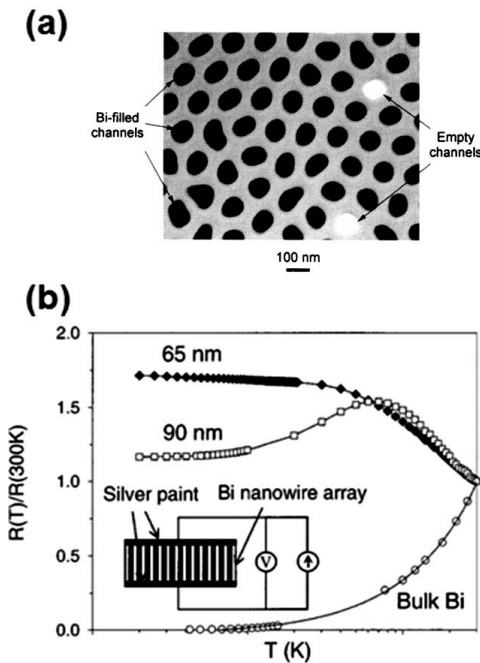 (a)
Bi-filled
channels
Empty
channels
100 nm
(b)
2.0
1.5
1.0
0.5
0.0
R(T)/R(300K)
65 nm
90 nm
Silver paint
Bi nanowire array
V
Bulk Bi
T (K)